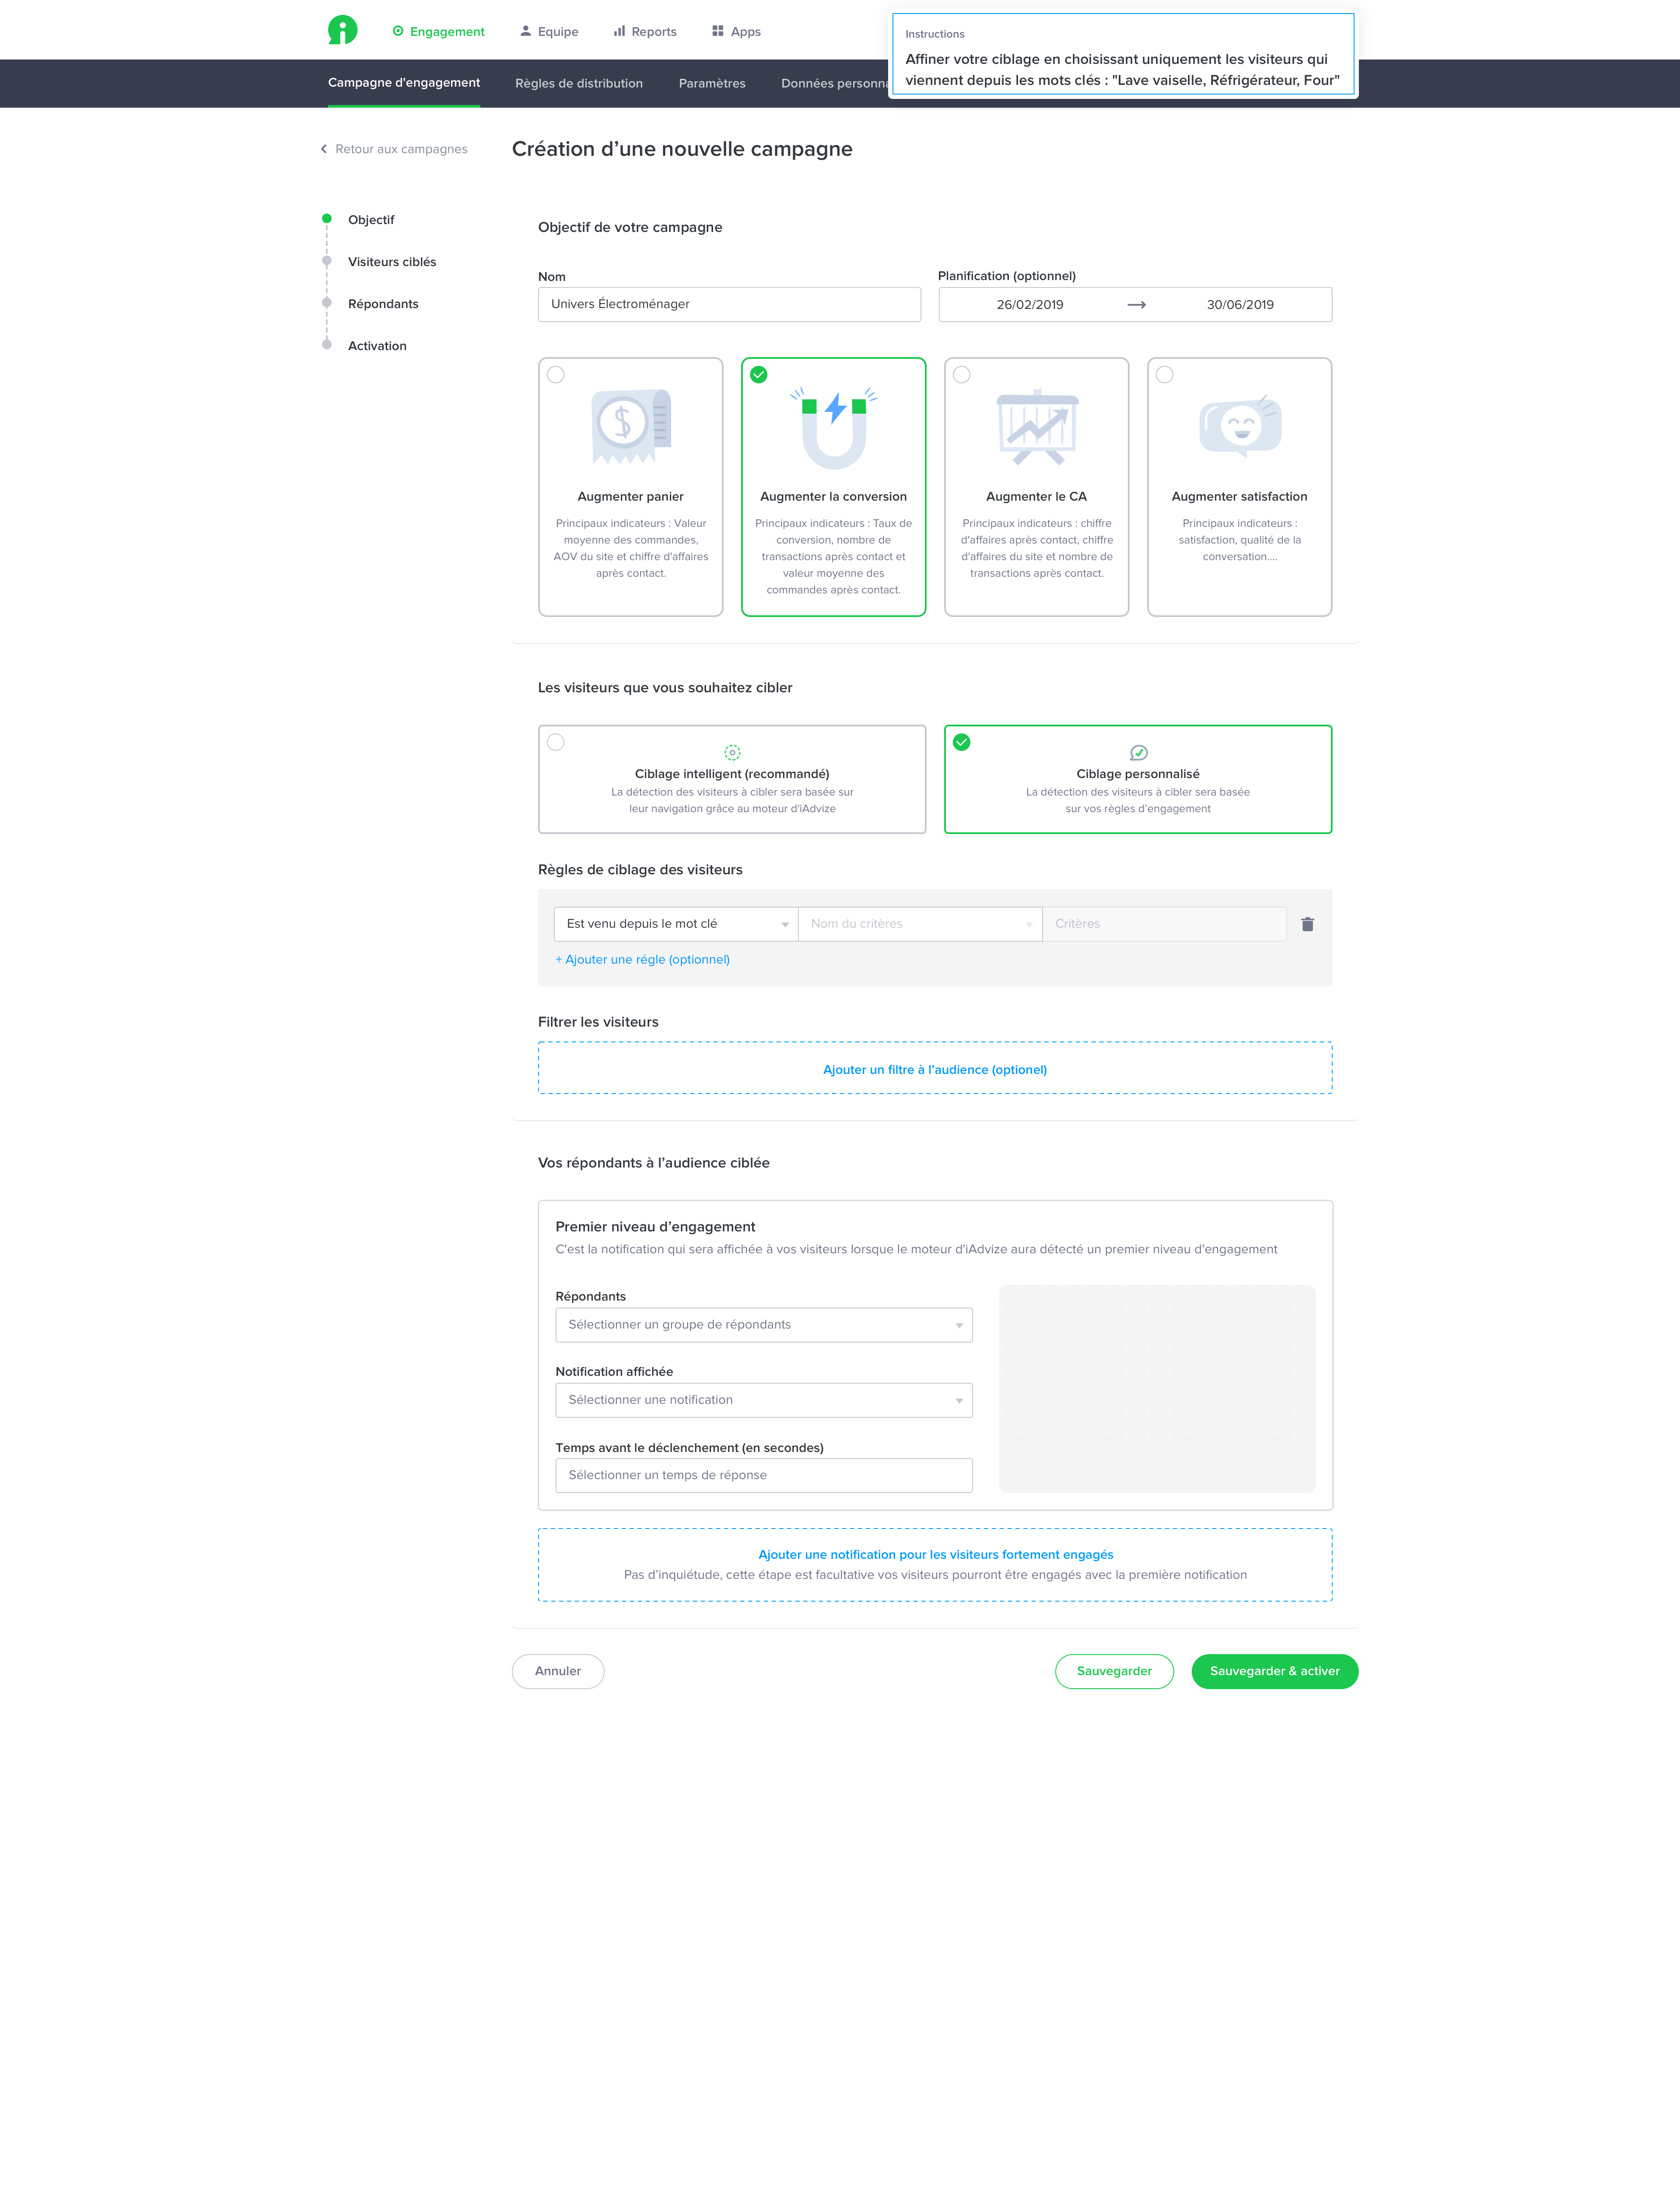 Engagement
Equipe
Reports
Apps
Instructions
Affiner votre ciblage en choisissant uniquement les visiteurs qui
viennent depuis les mots clés : "Lave vaiselle, Réfrigérateur, Four"
Campagne d'engagement
Règles de distribution
Paramètres
Données personna
Retour aux campagnes
Création d’une nouvelle campagne
Objectif
Visiteurs ciblés
Répondants
Activation
Objectif de votre campagne
Nom
Planification (optionnel)
Univers Électroménager
26/02/2019
30/06/2019
Augmenter panier
Principaux indicateurs : Valeur
moyenne des commandes,
AOV du site et chiffre d'affaires
après contact.
Augmenter la conversion
Principaux indicateurs : Taux de
conversion, nombre de
transactions après contact et
valeur moyenne des
commandes après contact.
Augmenter le CA
Principaux indicateurs : chiffre
d'affaires après contact, chiffre
d'affaires du site et nombre de
transactions après contact.
Augmenter satisfaction
Principaux indicateurs :
satisfaction, qualité de la
conversation....
Les visiteurs que vous souhaitez cibler
Ciblage intelligent (recommandé)
La détection des visiteurs à cibler sera basée sur
leur navigation grâce au moteur d'iAdvize
Ciblage personnalisé
La détection des visiteurs à cibler sera basée
sur vos règles d’engagement
Règles de ciblage des visiteurs
Est venu depuis le mot clé
Nom du critères
Critères
+ Ajouter une régle (optionnel)
Filtrer les visiteurs
Ajouter un filtre à l’audience (optionel)
Vos répondants à l’audience ciblée
Premier niveau d’engagement
C'est la notification qui sera affichée à vos visiteurs lorsque le moteur d'iAdvize aura détecté un premier niveau d'engagement
Répondants
Sélectionner un groupe de répondants
Notification affichée
Sélectionner une notification
Temps avant le déclenchement (en secondes)
Sélectionner un temps de réponse
Ajouter une notification pour les visiteurs fortement engagés
Pas d’inquiétude, cette étape est facultative vos visiteurs pourront être engagés avec la première notification
Annuler
Sauvegarder
Sauvegarder & activer